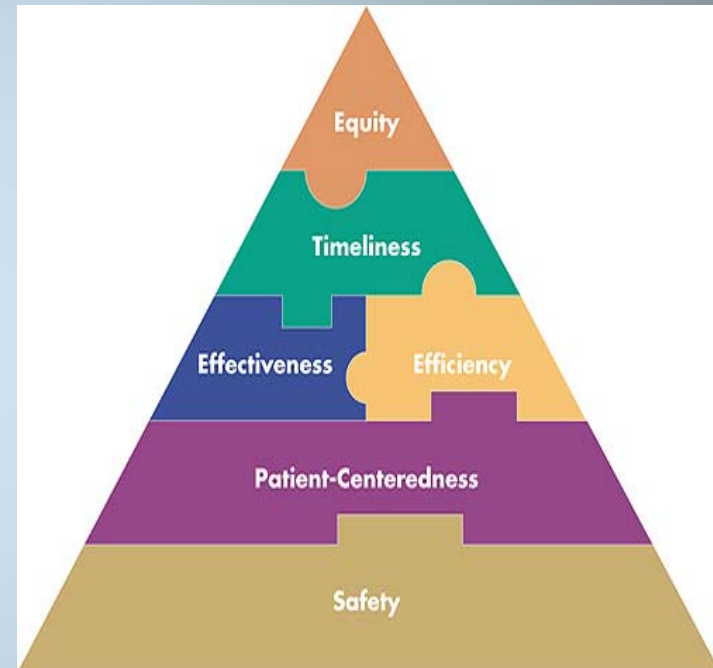 Equity
Timeliness
Effectiveness Efficiency
Patient-Centeredness
Safety